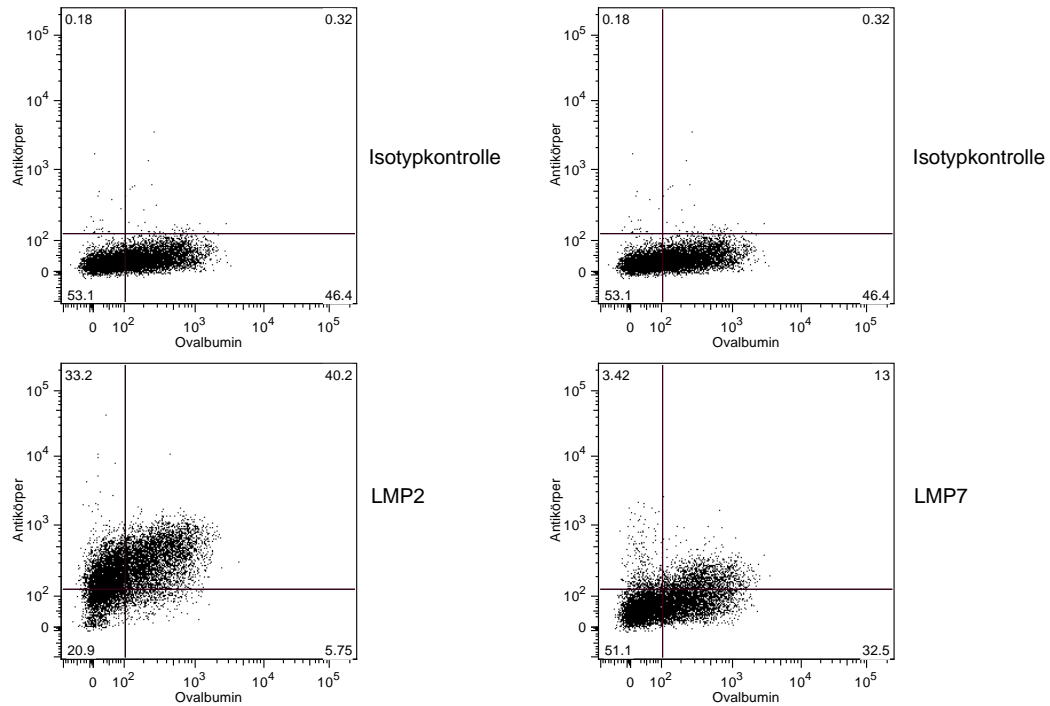 0.18 0.32
10^5
10^4
10^3
10^2
0
Antikörper
53.1 46.4
0 10^2 10^3 10^4 10^5
Ovalbumin
Isotypkontrolle
0.18 0.32
10^5
10^4
10^3
10^2
0
Antikörper
53.1 46.4
0 10^2 10^3 10^4 10^5
Ovalbumin
Isotypkontrolle
33.2 40.2
10^5
10^4
10^3
10^2
0
Antikörper
20.9 5.75
0 10^2 10^3 10^4 10^5
Ovalbumin
LMP2
3.42 13
10^5
10^4
10^3
10^2
0
Antikörper
51.1 32.5
0 10^2 10^3 10^4 10^5
Ovalbumin
LMP7